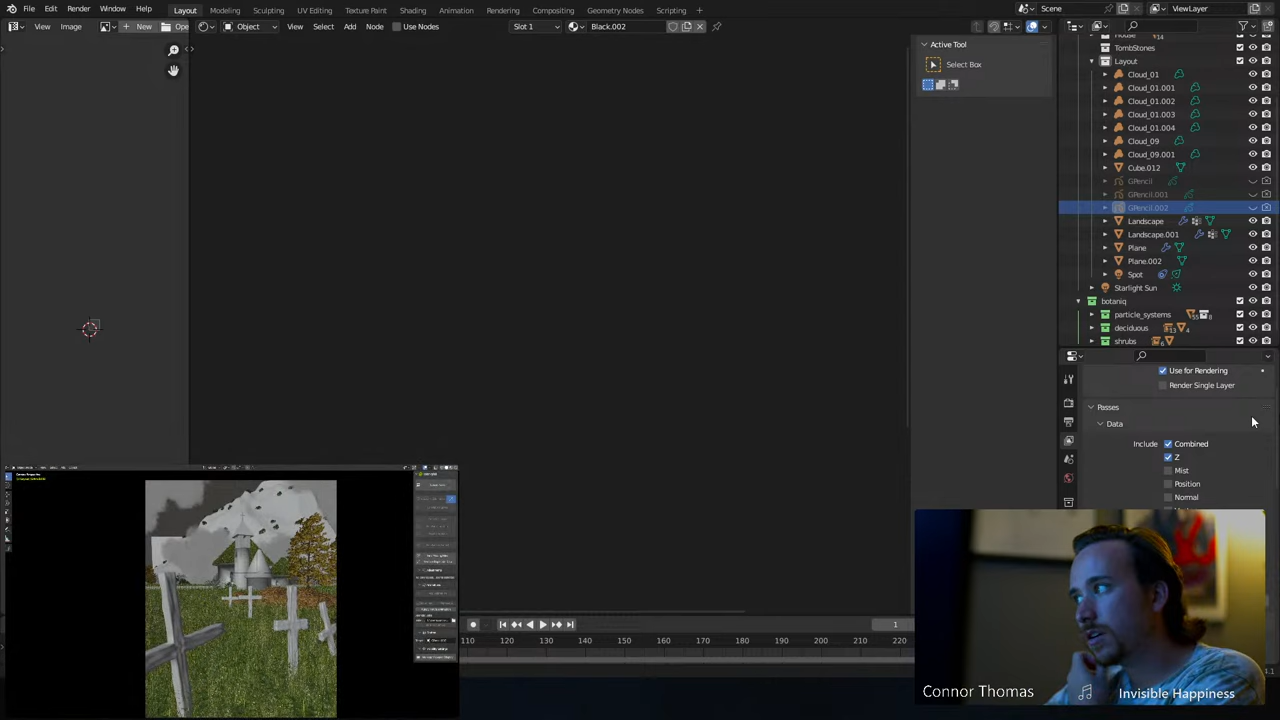 File Edit Render Window Help Layout Modeling Sculpting UV Editing Texture Paint Shading Animation Rendering Compositing Geometry Nodes Scripting Scene ViewLayer
View Image New Ope Object View Select Add Node Use Nodes Slot 1 Black.002
Active Tool
Select Box
TombStones
Layout
Cloud_01
Cloud_01.001
Cloud_01.002
Cloud_01.003
Cloud_01.004
Cloud_09
Cloud_09.001
Cube.012
GPencil
GPencil.001
GPencil.002
Landscape
Landscape.001
Plane
Plane.002
Spot
Starlight Sun
botaniq
particle_systems
deciduous
shrubs
Use for Rendering
Render Single Layer
Passes
Data
Include Combined
Z
Mist
Position
Normal
1
110 120 130 140 150 160 170 180 190 200 210 220
Connor Thomas Invisible Happiness